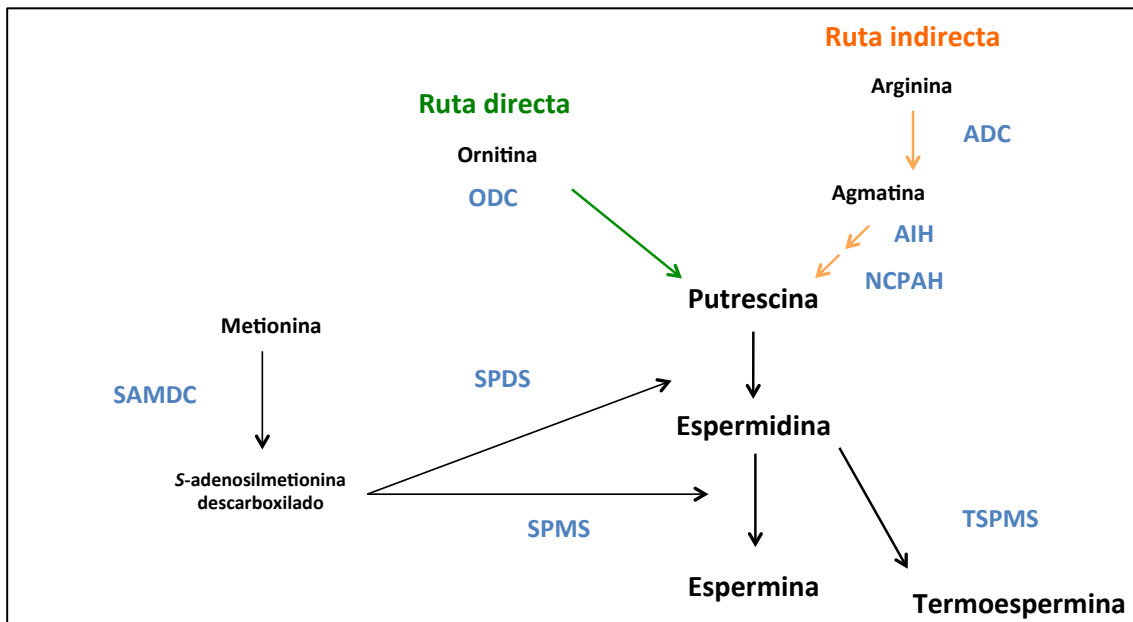 Ruta indirecta
Arginina
ADC
Ruta directa
Ornitina
ODC
Agmatina
AIH
NCPAH
Putrescina
Metionina
SAMDC
SPDS
Espermidina
S-adenosilmetionina
descarboxilado
SPMS
TSPMS
Espermina
Termoespermina